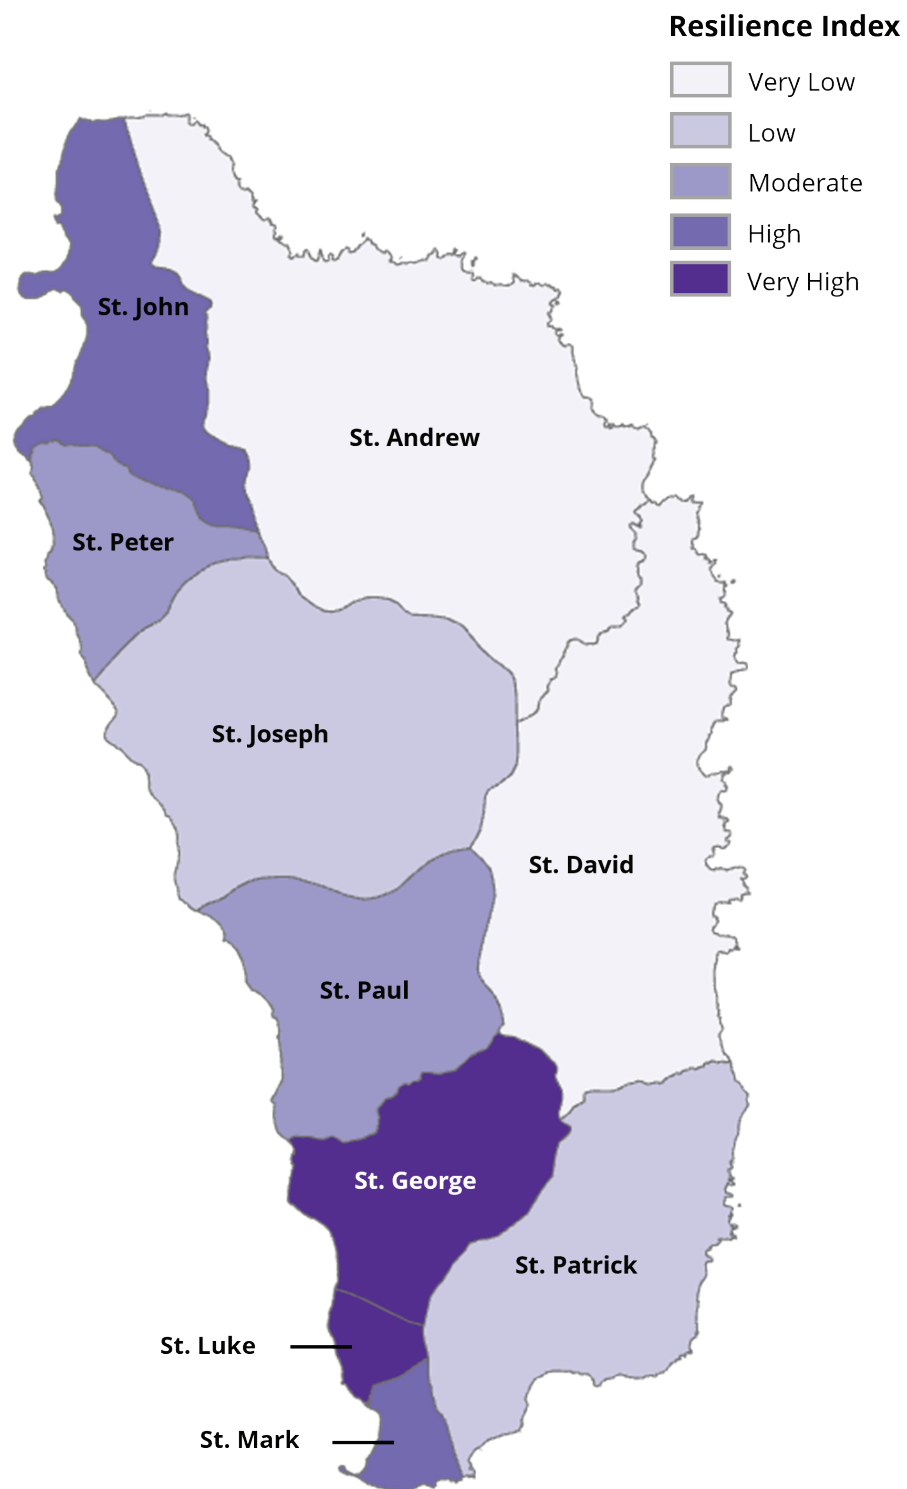 Resilience Index
Very Low
Low
Moderate
High
Very High
St. John
St. Andrew
St. Peter
St. Joseph
St. David
St. Paul
St. George
St. Patrick
St. Luke
St. Mark